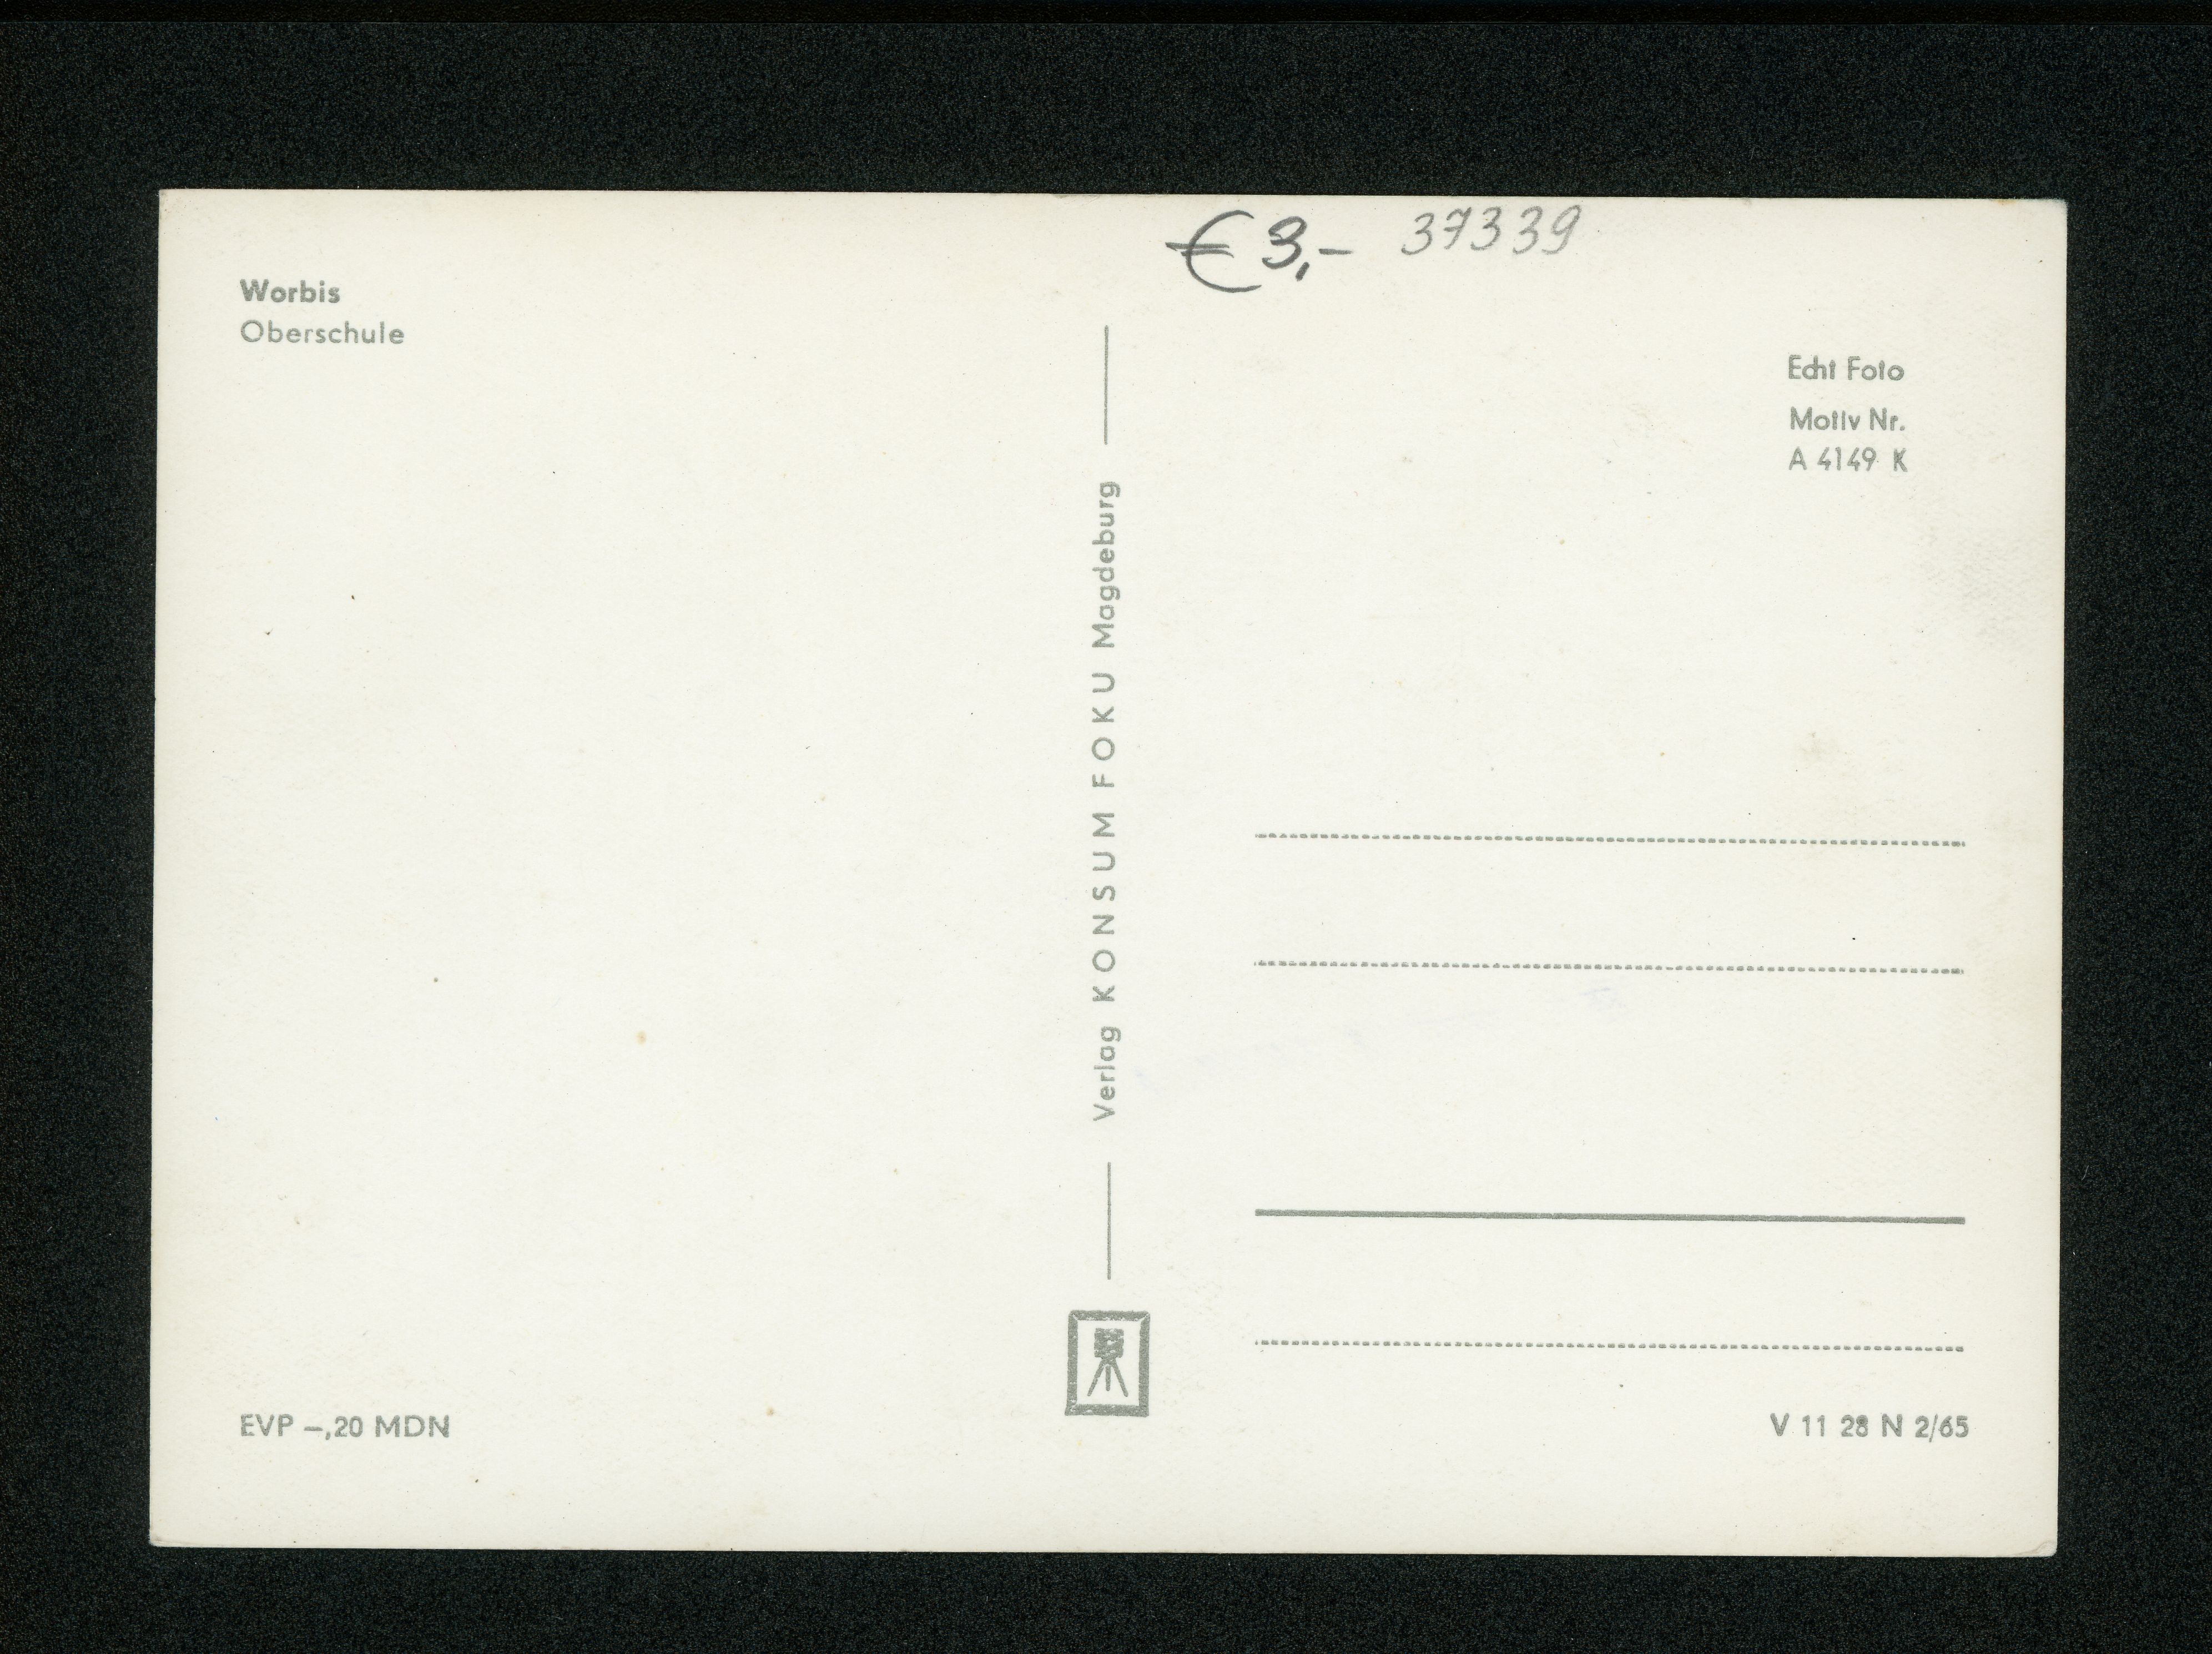 € 3,- 37339
Worbis
Oberschule
Verlag KONSUM FOKU Magdeburg
Echt Foto
Motiv Nr.
A 4149 K
EVP –,20 MDN
V 11 28 N 2/65